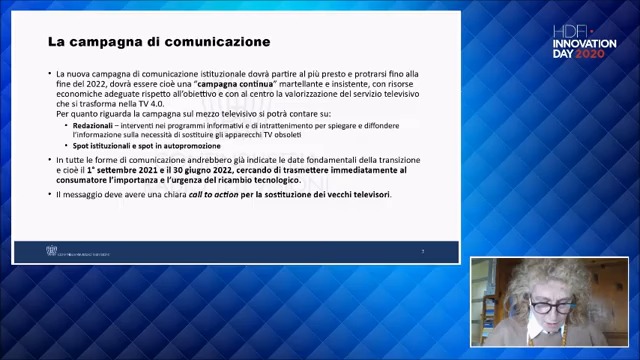 La campagna di comunicazione
HDFI
INNOVATION
DAY 2020
• La nuova campagna di comunicazione istituzionale dovrà partire al più presto e protrarsi fino alla
fine del 2022, dovrà essere cioè una "campagna continua" martellante e insistente, con risorse
economiche adeguate rispetto all'obiettivo e con al centro la valorizzazione del servizio televisivo
che si trasforma nella TV 4.0.
Per quanto riguarda la campagna sul mezzo televisivo si potrà contare su:
• Redazionali – interventi nei programmi informativi e di intrattenimento per spiegare e diffondere
l'informazione sulla necessità di sostituire gli apparecchi TV obsoleti
• Spot istituzionali e spot in autopromozione
• In tutte le forme di comunicazione andrebbero già indicate le date fondamentali della transizione
e cioè il 1° settembre 2021 e il 30 giugno 2022, cercando di trasmettere immediatamente al
consumatore l'importanza e l'urgenza del ricambio tecnologico.
• Il messaggio deve avere una chiara call to action per la sostituzione dei vecchi televisori.
7